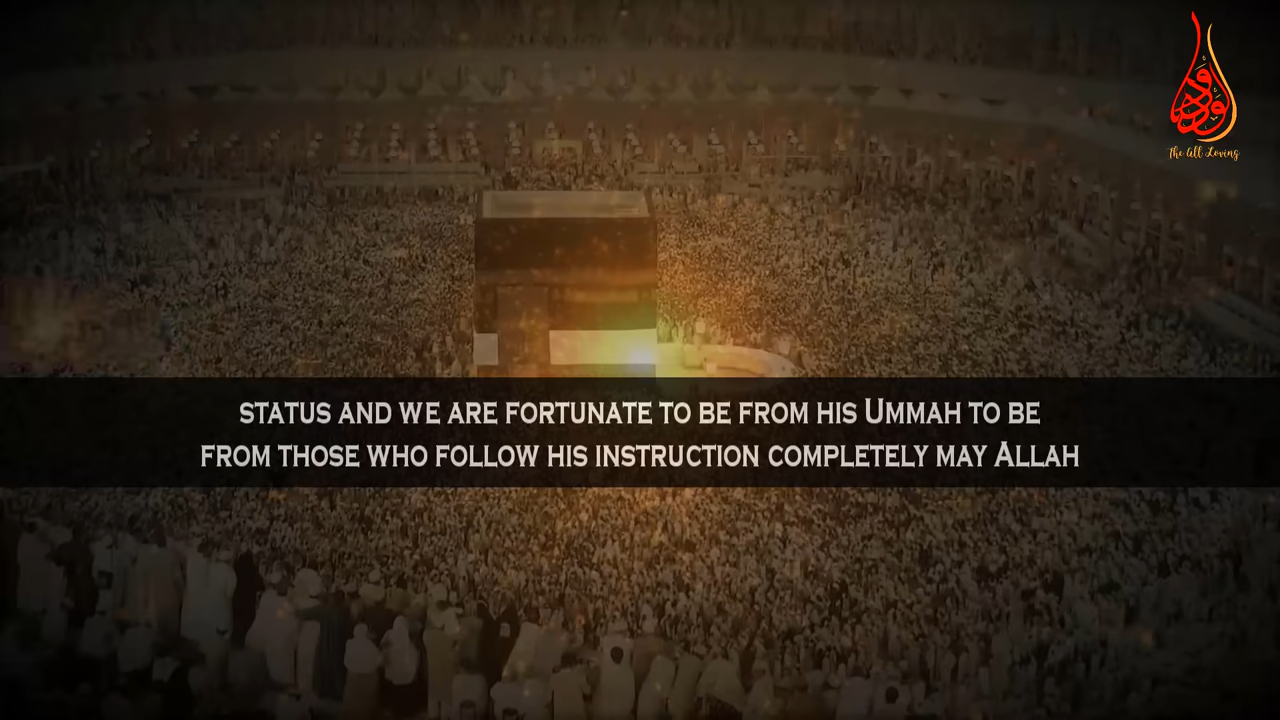 الودود
The All Loving
STATUS AND WE ARE FORTUNATE TO BE FROM HIS UMMAH TO BE
FROM THOSE WHO FOLLOW HIS INSTRUCTION COMPLETELY MAY ALLAH